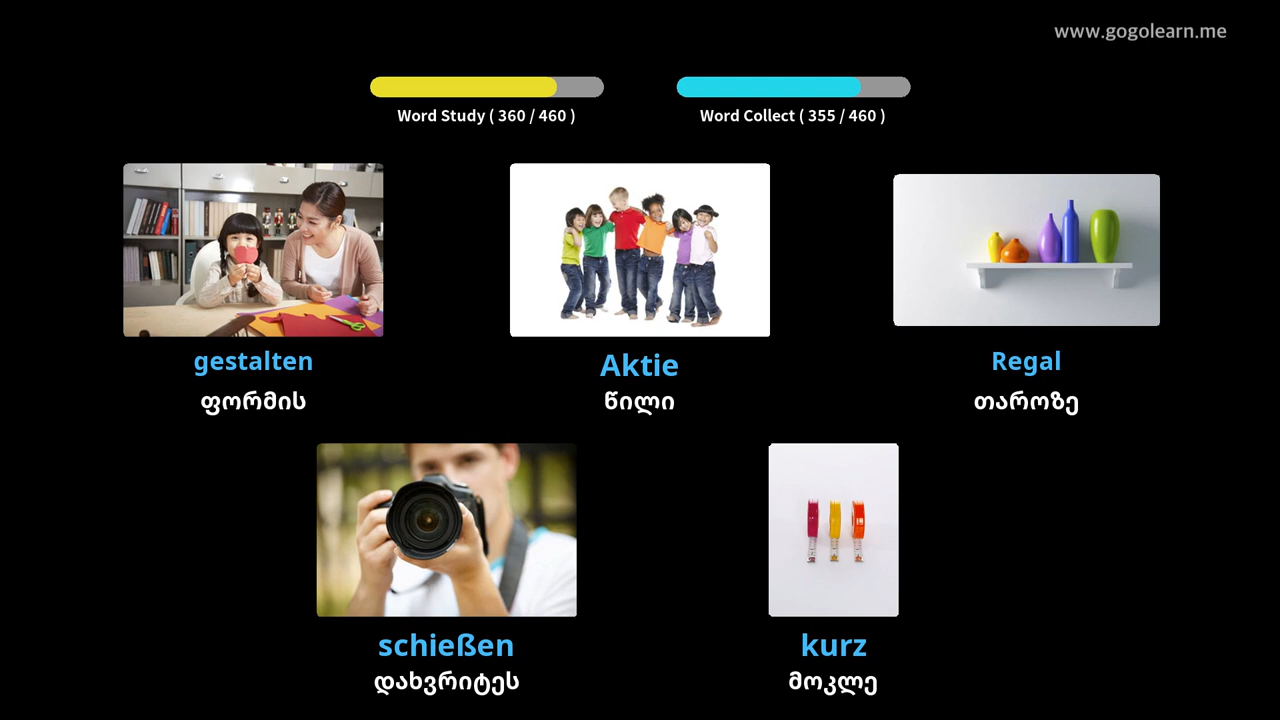 www.gogolearn.me
Word Study ( 360 / 460 )
Word Collect ( 355 / 460 )
gestalten
ფორმის
Aktie
წილი
Regal
თაროზე
schießen
დახვრიტეს
kurz
მოკლე